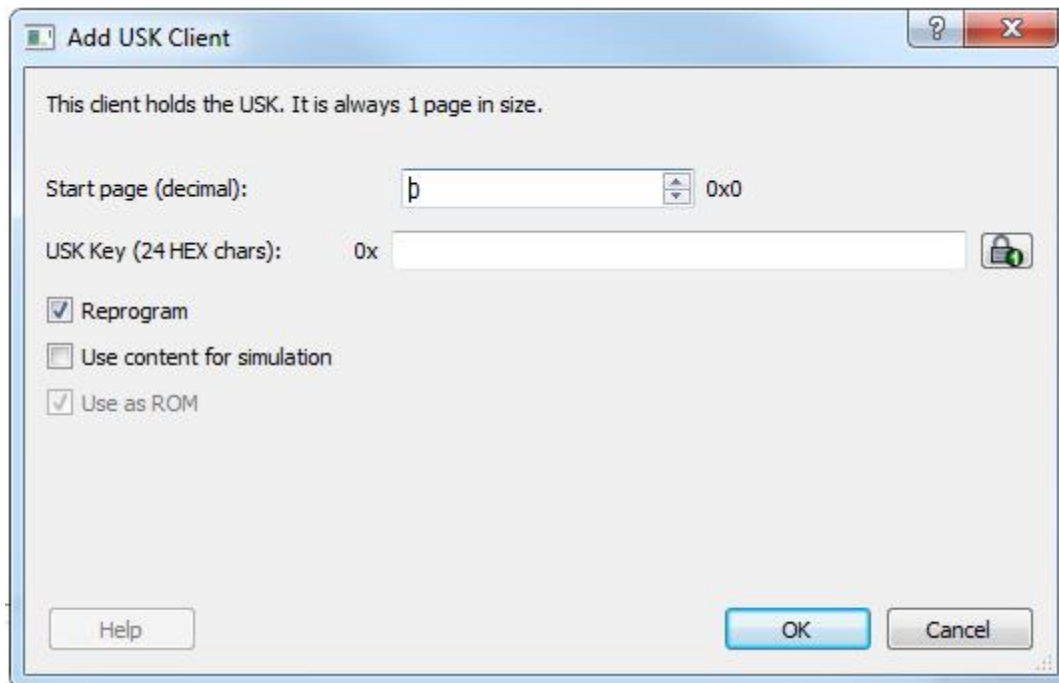 Add USK Client
This client holds the USK. It is always 1 page in size.
Start page (decimal): 0 0x0
USK Key (24 HEX chars): 0x
Reprogram
Use content for simulation
Use as ROM
Help OK Cancel